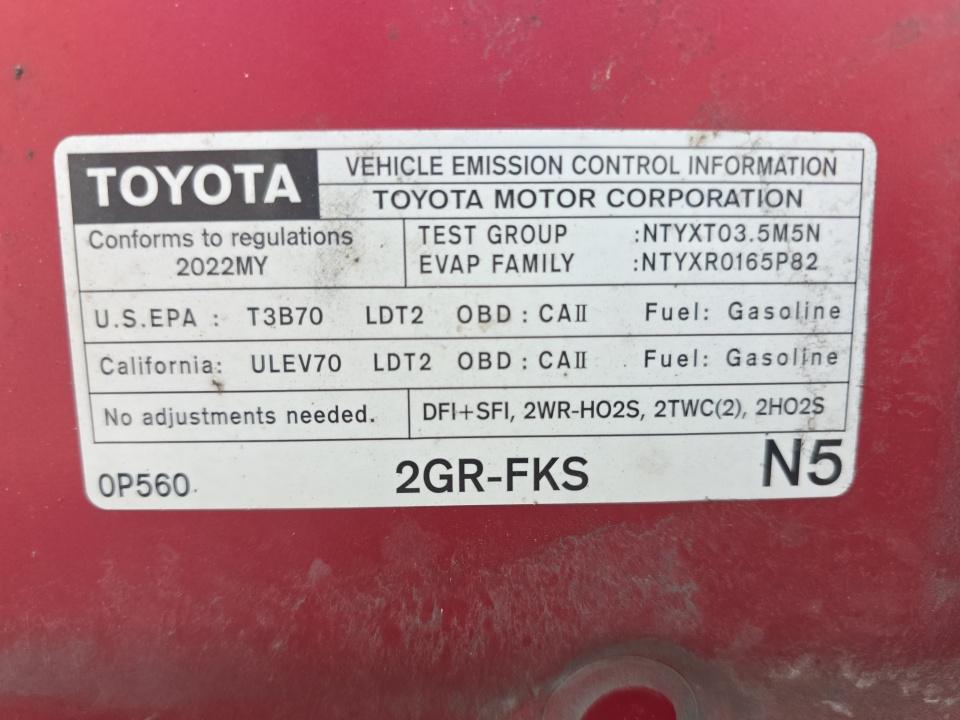 TOYOTA
VEHICLE EMISSION CONTROL INFORMATION
TOYOTA MOTOR CORPORATION
Conforms to regulations
2022MY
TEST GROUP :NTYXT03.5M5N
EVAP FAMILY :NTYXR0165P82
U.S.EPA : T3B70 LDT2 OBD : CAII Fuel: Gasoline
California: ULEV70 LDT2 OBD : CAII Fuel: Gasoline
No adjustments needed.
DFI+SFI, 2WR-HO2S, 2TWC(2), 2HO2S
0P560
2GR-FKS
N5